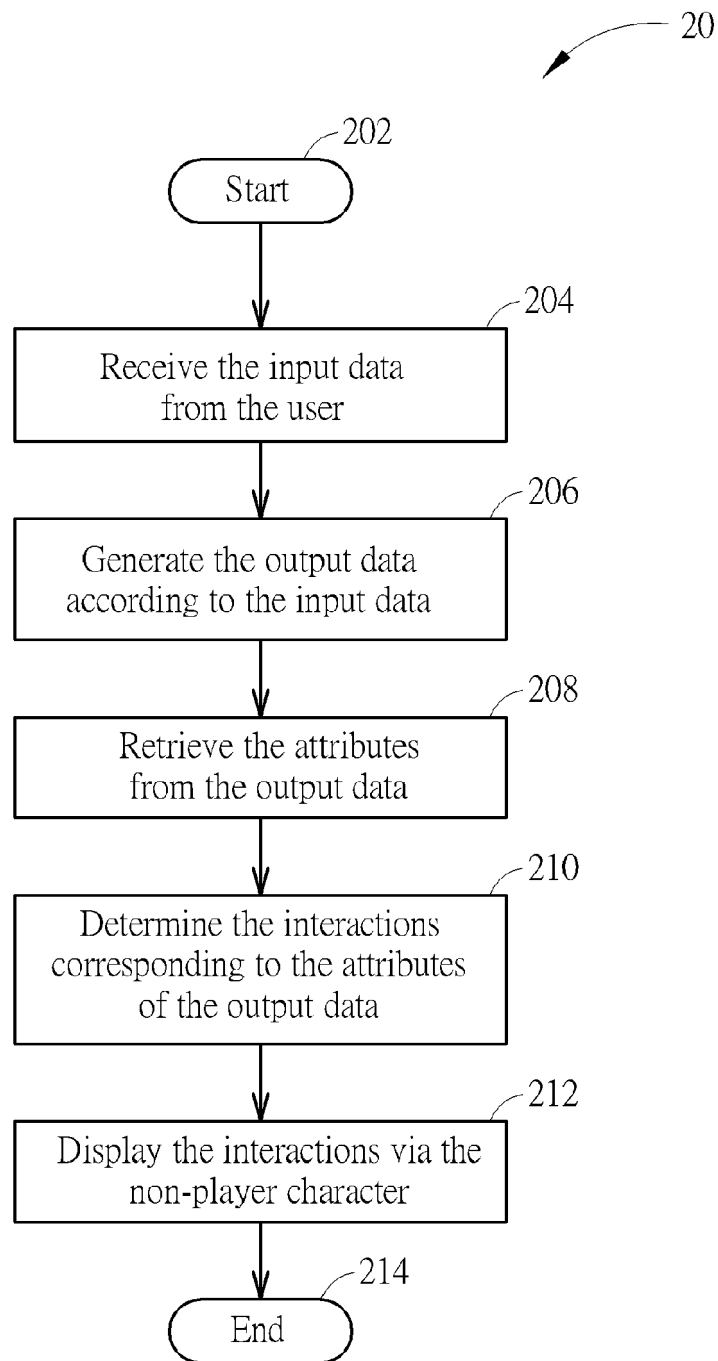 20
202
Start
204
Receive the input data
from the user
206
Generate the output data
according to the input data
208
Retrieve the attributes
from the output data
210
Determine the interactions
corresponding to the attributes
of the output data
212
Display the interactions via the
non-player character
214
End